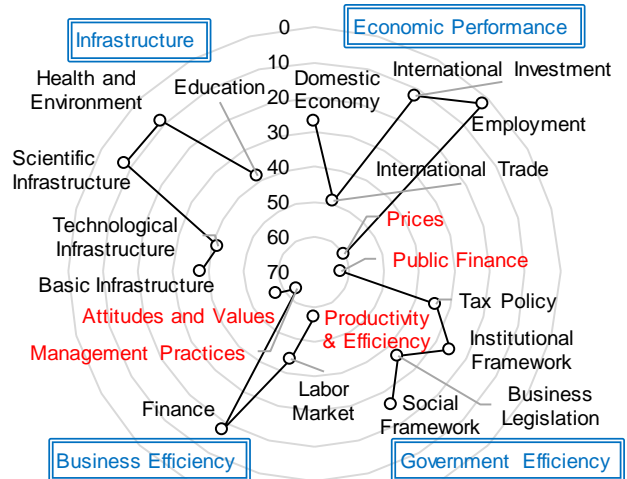 Infrastructure
Economic Performance
0
10
20
30
40
50
60
70
Health and
Environment
Education
Domestic
Economy
International Investment
Employment
Scientific
Infrastructure
International Trade
Technological
Infrastructure
Prices
Public Finance
Basic Infrastructure
Attitudes and Values
Productivity
& Efficiency
Tax Policy
Management Practices
Institutional
Framework
Labor
Market
Finance
Social
Framework
Business
Legislation
Business Efficiency
Government Efficiency